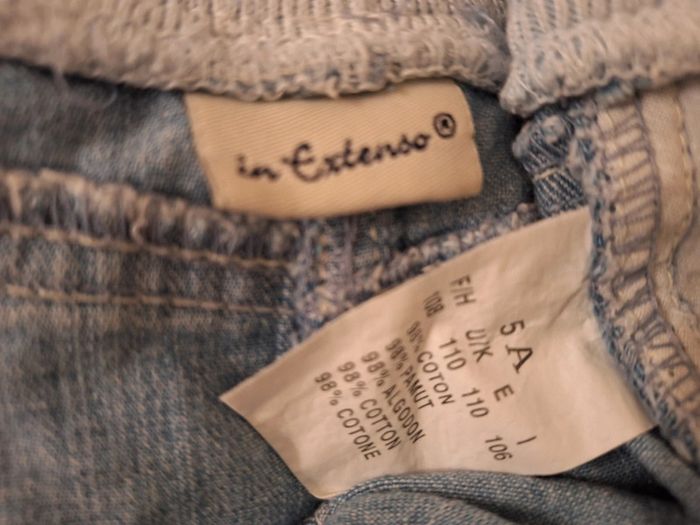 in Extenso®
5A
F/H U/K E I
108 110 110 106
98% COTON
98% PAMUT
98% ALGODON
98% COTTON
98% COTONE